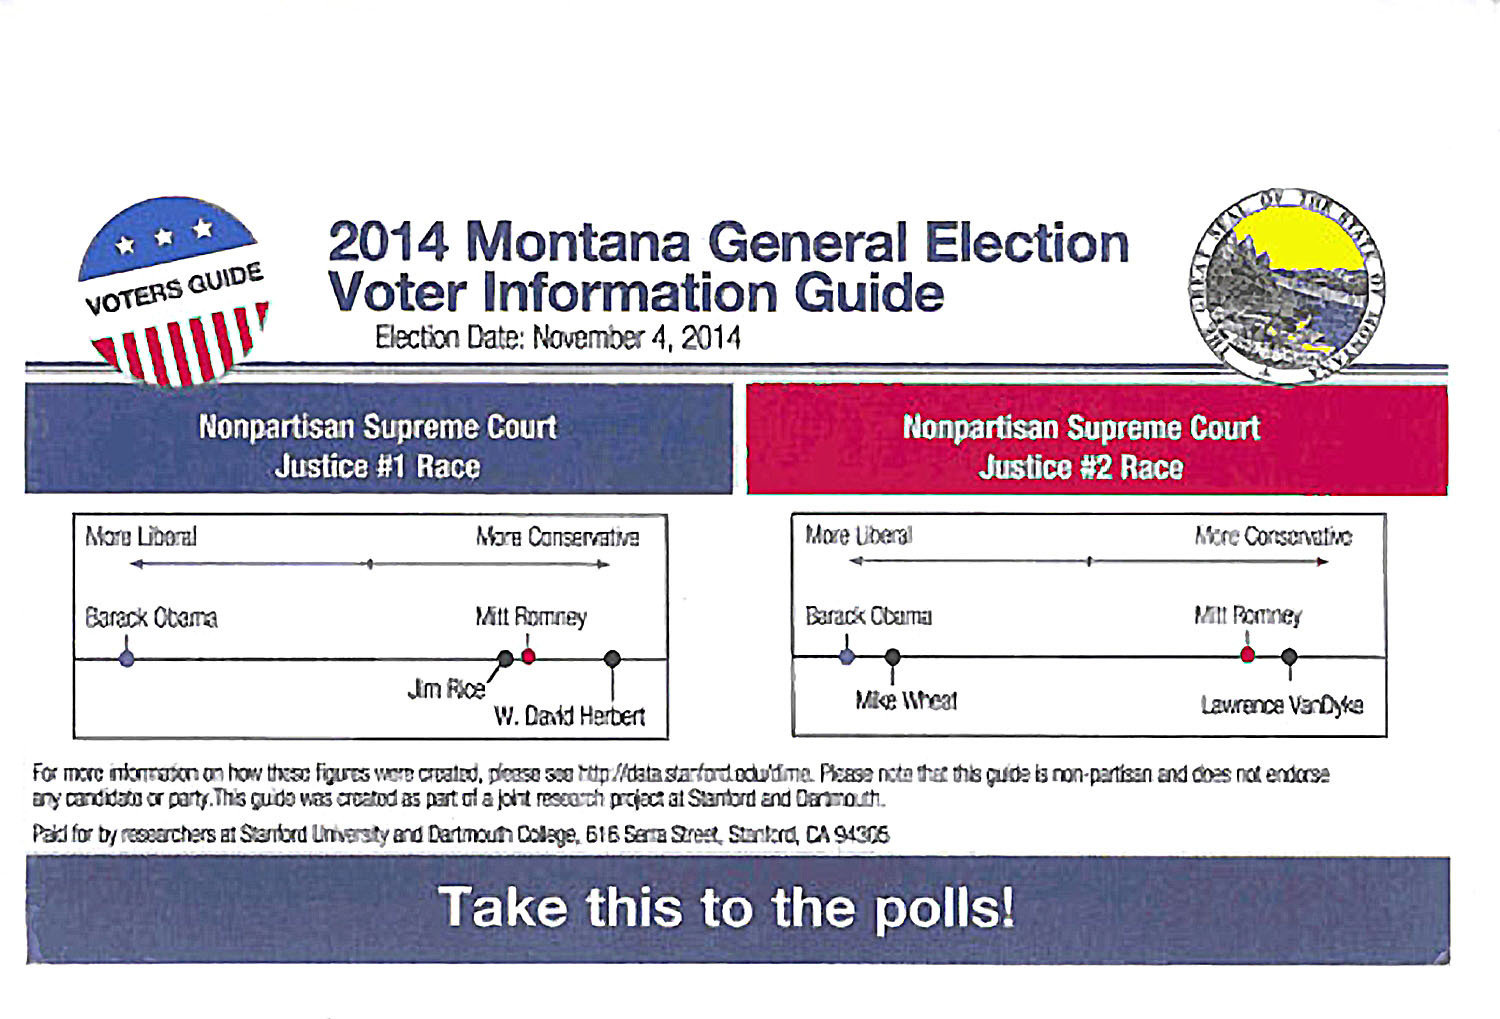 VOTERS GUIDE
2014 Montana General Election
Voter Information Guide
Election Date: November 4, 2014
THE GREAT SEAL OF THE STATE OF MONTANA
Nonpartisan Supreme Court
Justice #1 Race
More Liberal More Conservative
Barack Obama Mitt Romney
Jim Rice
W. David Herbert
Nonpartisan Supreme Court
Justice #2 Race
More Liberal More Conservative
Barack Obama Mitt Romney
Mike Wheat Lawrence VanDyke
For more information on how these figures were created, please see http://data.stanford.edu/dime. Please note that this guide is non-partisan and does not endorse
any candidate or party.This guide was created as part of a joint research project at Stanford and Dartmouth.
Paid for by researchers at Stanford University and Dartmouth College, 616 Serra Street, Stanford, CA 94305
Take this to the polls!